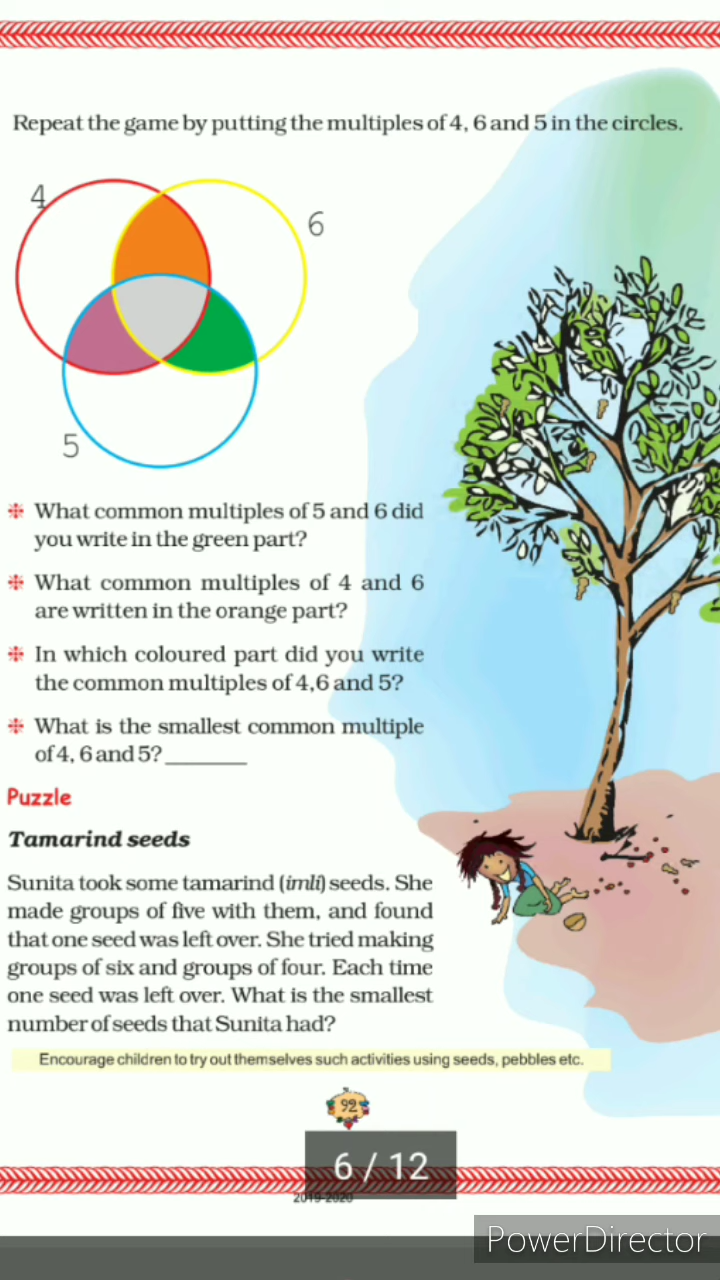 Repeat the game by putting the multiples of 4, 6 and 5 in the circles.
4
6
5
What common multiples of 5 and 6 did
you write in the green part?
What common multiples of 4 and 6
are written in the orange part?
In which coloured part did you write
the common multiples of 4,6 and 5?
What is the smallest common multiple
of 4, 6 and 5? ________
Puzzle
Tamarind seeds
Sunita took some tamarind (imli) seeds. She
made groups of five with them, and found
that one seed was left over. She tried making
groups of six and groups of four. Each time
one seed was left over. What is the smallest
number of seeds that Sunita had?
Encourage children to try out themselves such activities using seeds, pebbles etc.
92
6 / 12
2019-2020
PowerDirector